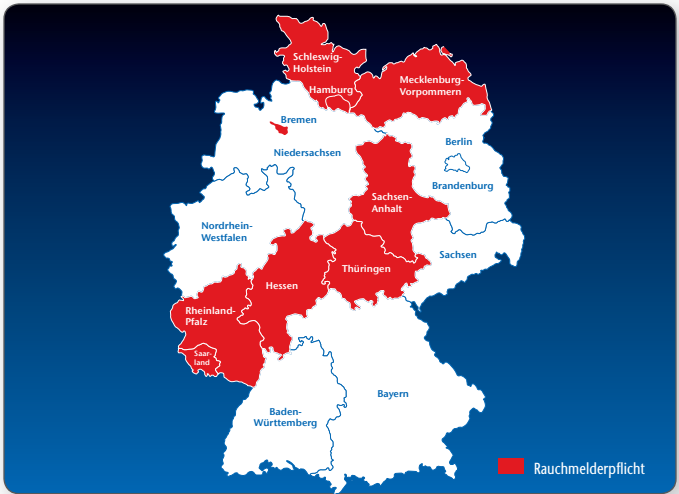 Schleswig-
Holstein
Hamburg
Mecklenburg-
Vorpommern
Bremen
Niedersachsen
Berlin
Brandenburg
Sachsen-
Anhalt
Nordrhein-
Westfalen
Sachsen
Thüringen
Hessen
Rheinland-
Pfalz
Saar-
land
Bayern
Baden-
Württemberg
Rauchmelderpflicht